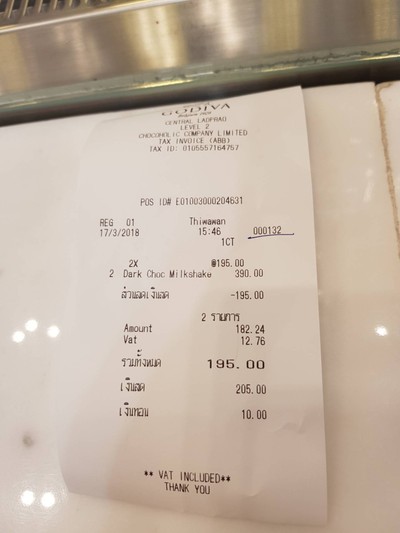 GODIVA
CENTRAL LADPRAO
LEVEL 2
CHOCOHOLIC COMPANY LIMITED
TAX INVOICE (ABB)
TAX ID: 0105557164757
POS ID# E01003000204631
REG 01 Thiwawan
17/3/2018 15:46 000132
1CT
2X @195.00
2 Dark Choc Milkshake 390.00
ส่วนลดเงินสด -195.00
2 รายการ
Amount 182.24
Vat 12.76
รวมทั้งหมด 195.00
เงินสด 205.00
เงินทอน 10.00
** VAT INCLUDED**
THANK YOU